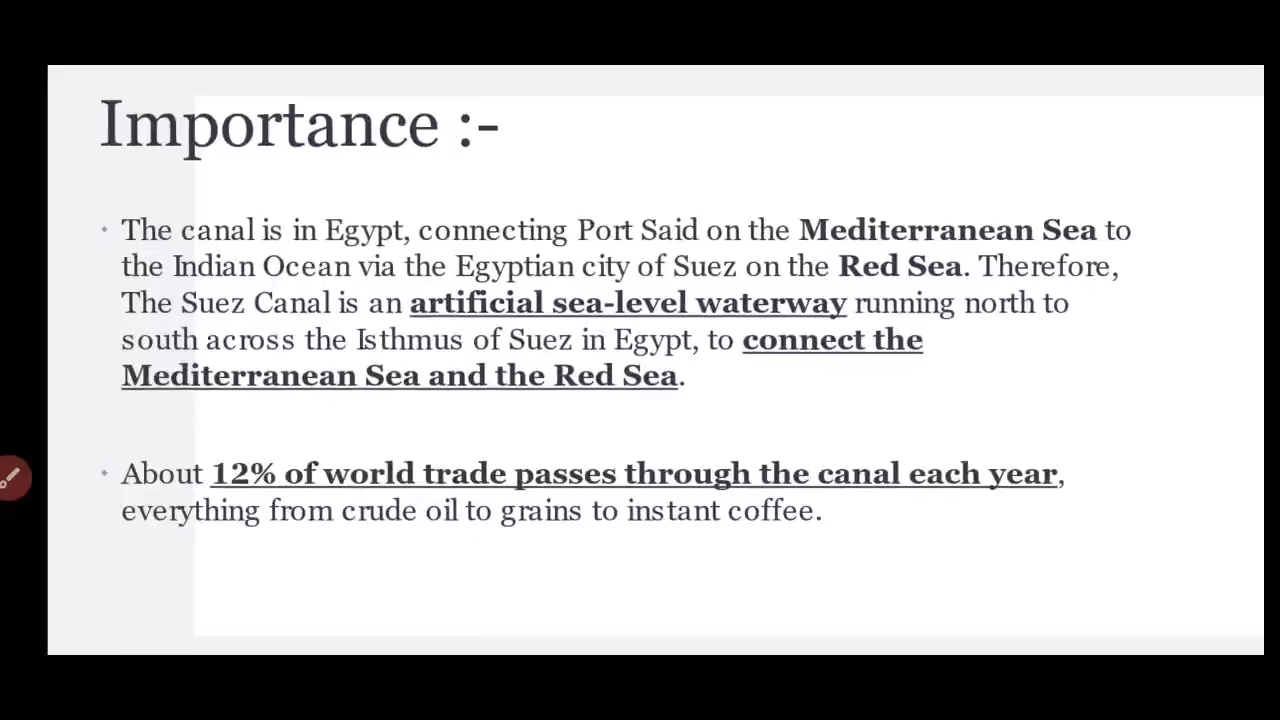 Importance :-
The canal is in Egypt, connecting Port Said on the Mediterranean Sea to
the Indian Ocean via the Egyptian city of Suez on the Red Sea. Therefore,
The Suez Canal is an artificial sea-level waterway running north to
south across the Isthmus of Suez in Egypt, to connect the
Mediterranean Sea and the Red Sea.
About 12% of world trade passes through the canal each year,
everything from crude oil to grains to instant coffee.